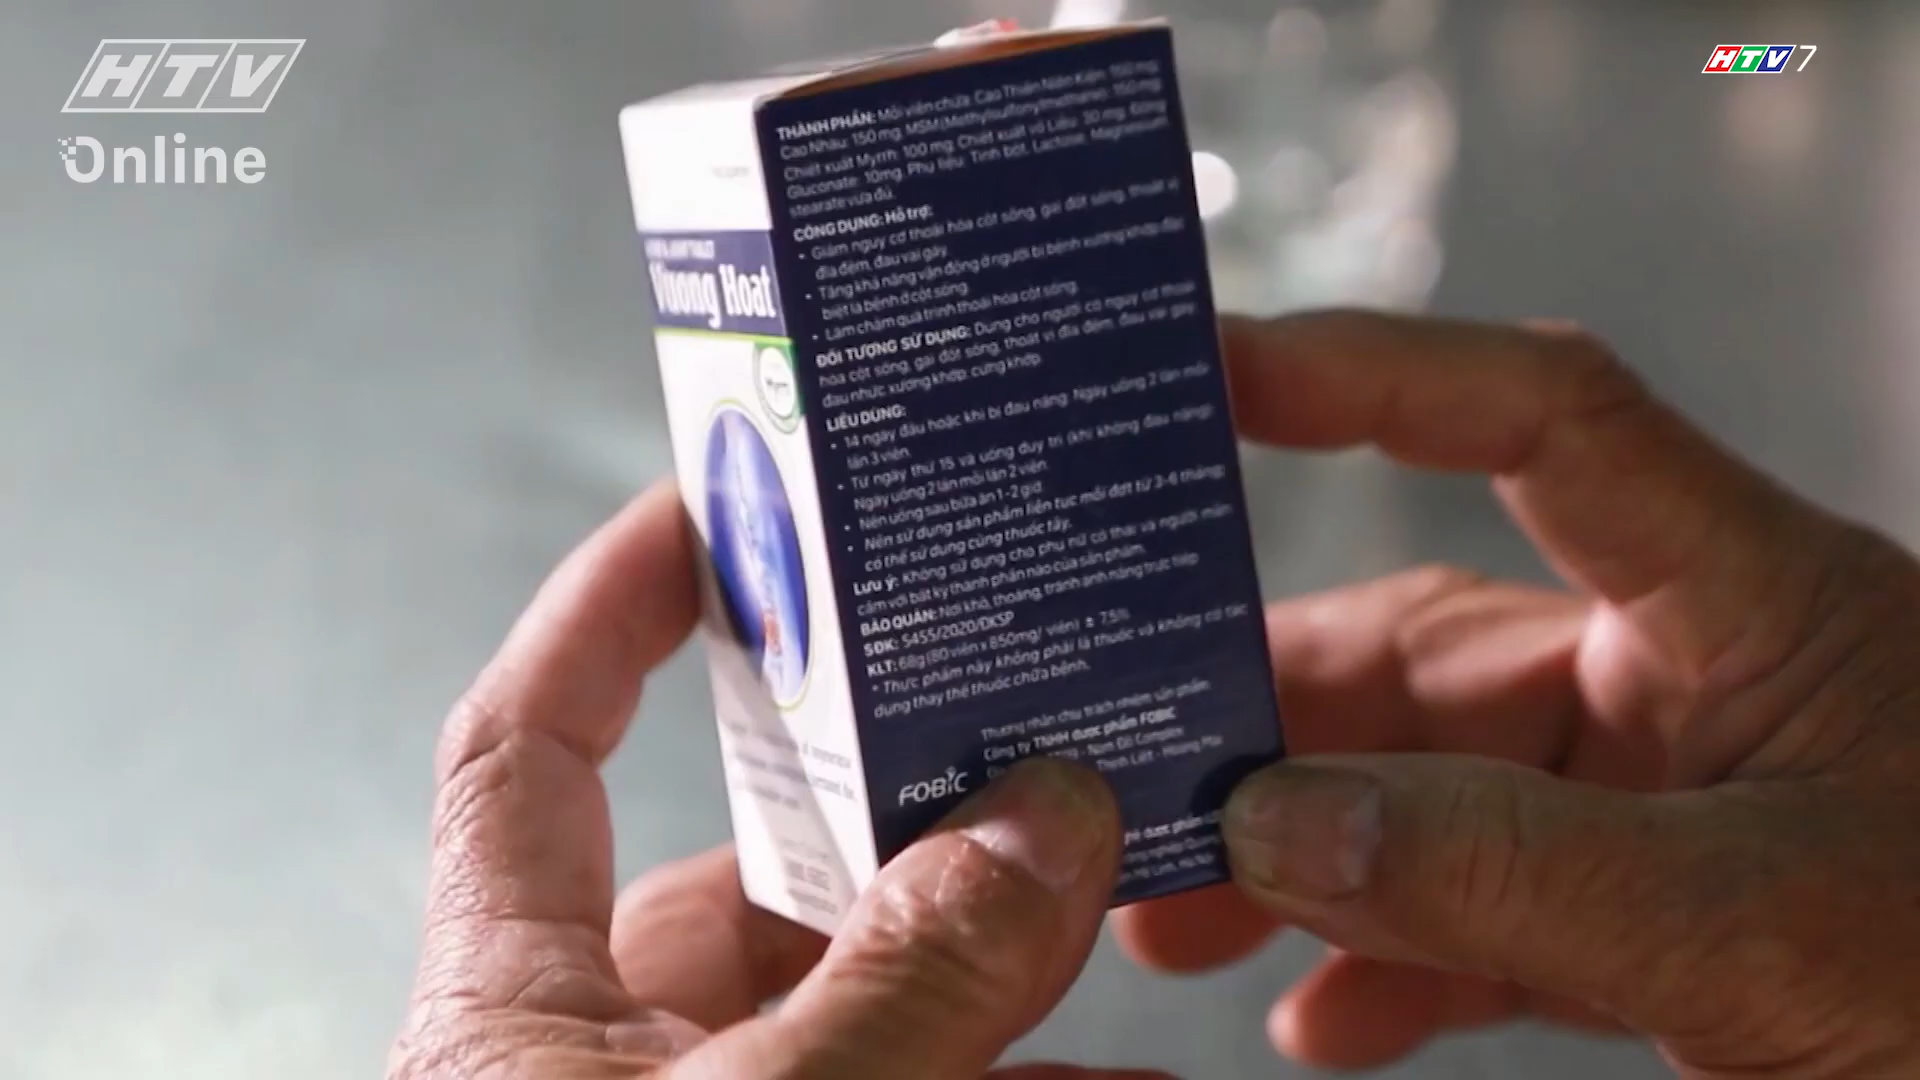 HTV
Online
HTV7
THÀNH PHẦN: Mỗi viên chứa: Cao Thiên Niên Kiện: 150 mg;
Cao Nhàu: 150 mg; MSM (Methylsulfonylmethane): 150 mg;
Chiết xuất Myrrh: 100 mg; Chiết xuất vỏ Liễu: 30 mg; Đồng
Gluconate: 10mg. Phụ liệu: Tinh bột, Lactose, Magnesium
stearate vừa đủ.
CÔNG DỤNG: Hỗ trợ:
• Giảm nguy cơ thoái hóa cột sống, gai đốt sống, thoát vị
đĩa đệm, đau vai gáy.
• Tăng khả năng vận động ở người bị bệnh xương khớp đặc
biệt là bệnh ở cột sống.
• Làm chậm quá trình thoái hóa cột sống.
ĐỐI TƯỢNG SỬ DỤNG: Dùng cho người có nguy cơ thoái
hóa cột sống, gai đốt sống, thoát vị đĩa đệm, đau vai gáy,
đau nhức xương khớp, cứng khớp.
LIỀU DÙNG:
• 14 ngày đầu hoặc khi bị đau nặng: Ngày uống 2 lần mỗi
lần 3 viên.
• Từ ngày thứ 15 và uống duy trì (khi không đau nặng):
Ngày uống 2 lần mỗi lần 2 viên.
• Nên uống sau bữa ăn 1-2 giờ.
• Nên sử dụng sản phẩm liên tục mỗi đợt từ 3-6 tháng;
có thể sử dụng cùng thuốc tây.
Lưu ý: Không sử dụng cho phụ nữ có thai và người mẫn
cảm với bất kỳ thành phần nào của sản phẩm.
BẢO QUẢN: Nơi khô, thoáng, tránh ánh nắng trực tiếp
SĐK: 5455/2020/ĐKSP
KLT: 68g (80 viên x 850mg/ viên) ± 7,5%
* Thực phẩm này không phải là thuốc và không có tác
dụng thay thế thuốc chữa bệnh.
Thương nhân chịu trách nhiệm sản phẩm:
Công ty TNHH dược phẩm FOBIC
- Nam Đô Complex
Thịnh Liệt - Hoàng Mai
FOBIC
dược phẩm
Vương Hoạt
Myrrh